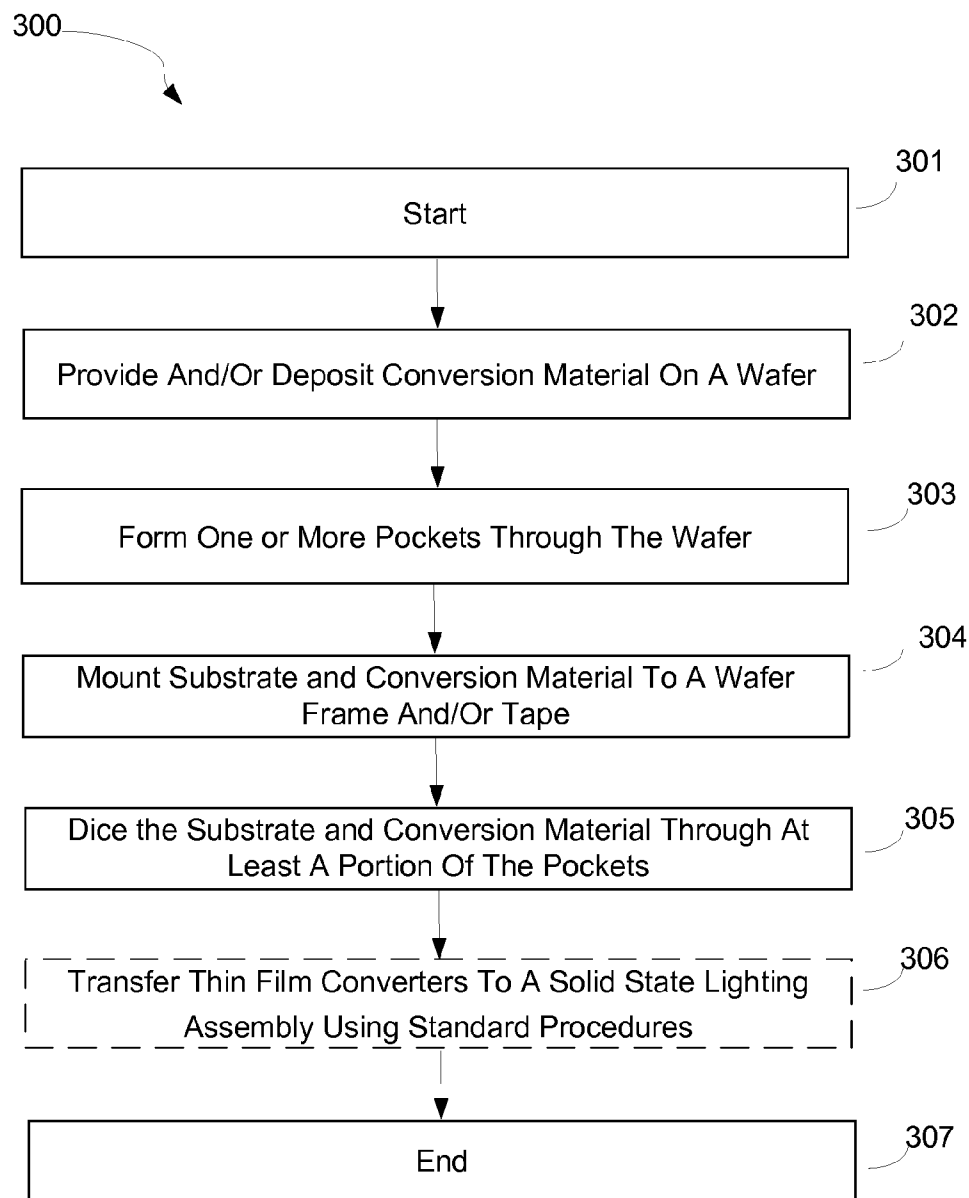 300
301
Start
302
Provide And/Or Deposit Conversion Material On A Wafer
303
Form One or More Pockets Through The Wafer
304
Mount Substrate and Conversion Material To A Wafer
Frame And/Or Tape
305
Dice the Substrate and Conversion Material Through At
Least A Portion Of The Pockets
306
Transfer Thin Film Converters To A Solid State Lighting
Assembly Using Standard Procedures
307
End